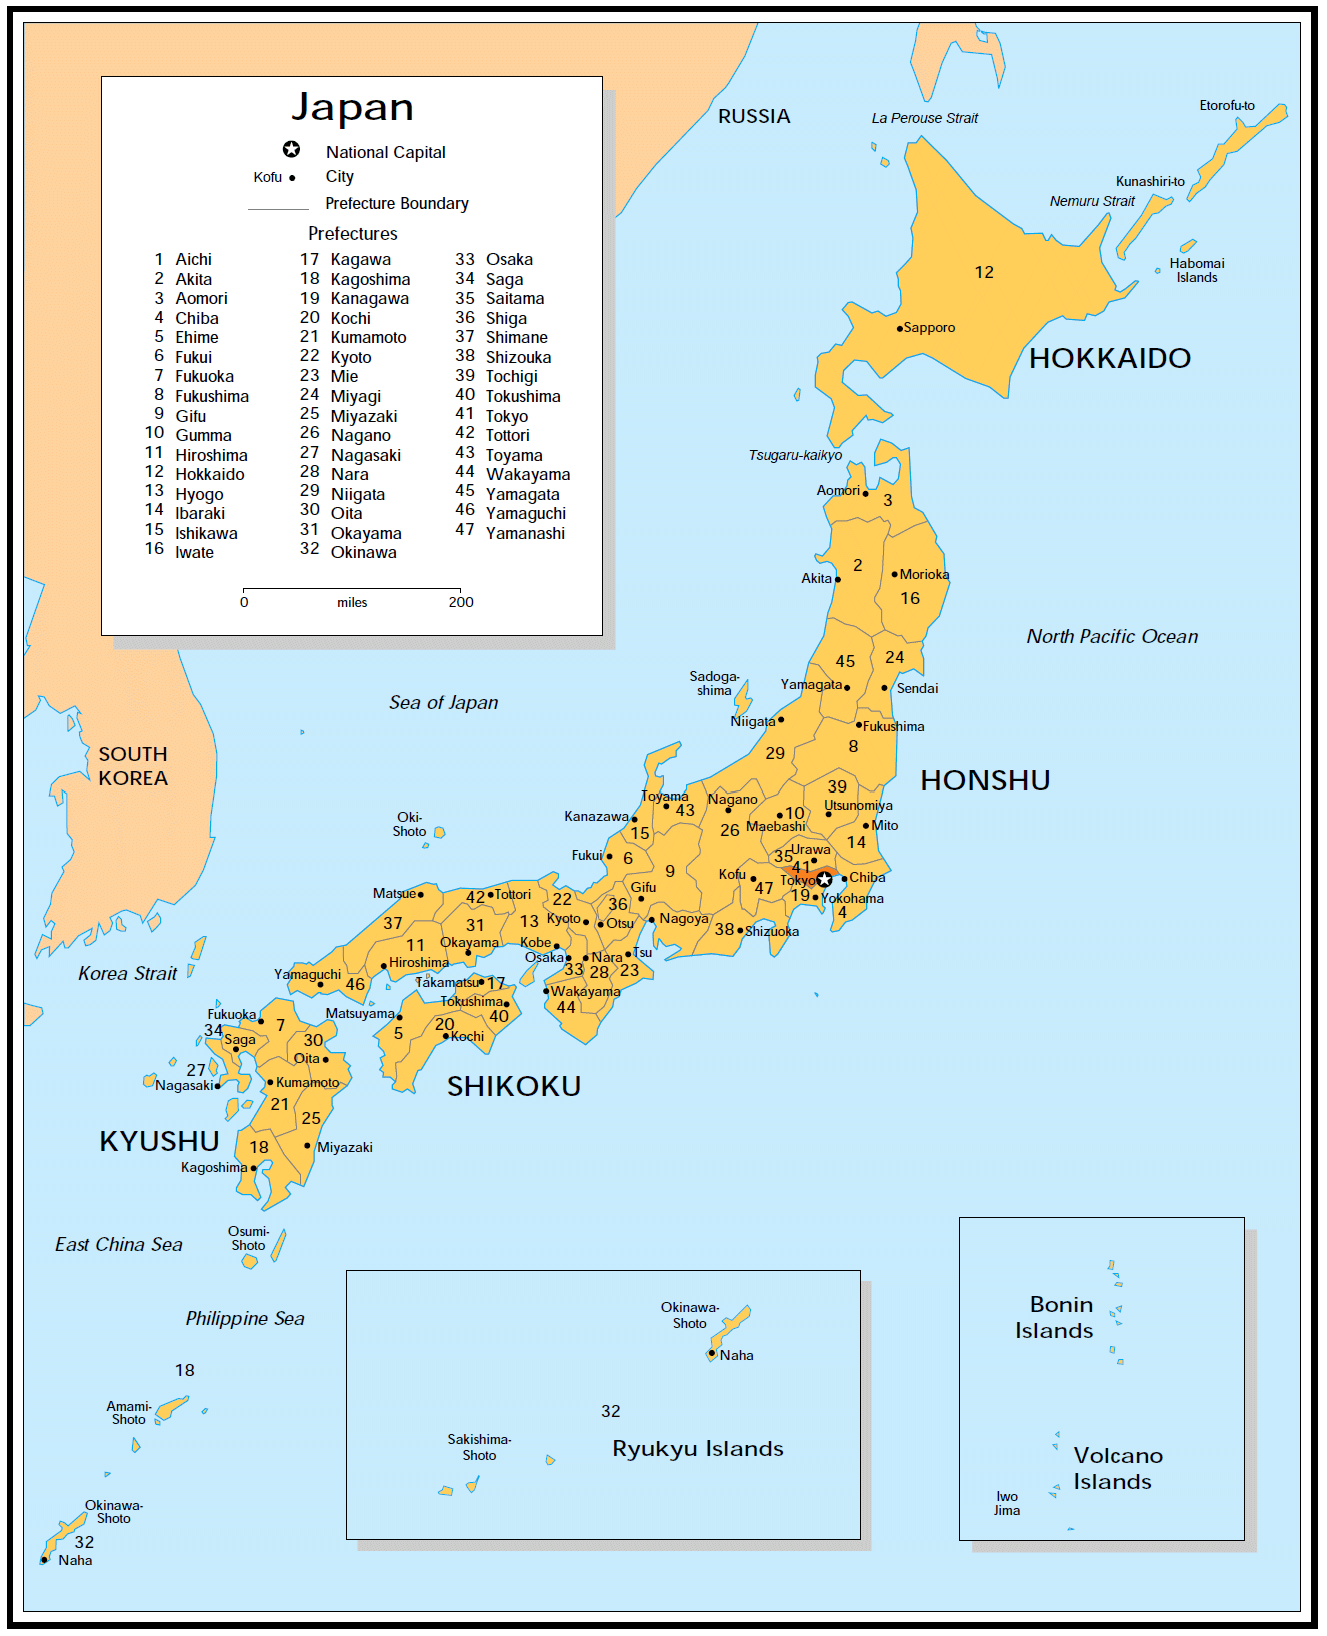 Japan
National Capital
Kofu
City
Prefecture Boundary
Prefectures
1 Aichi
2 Akita
3 Aomori
4 Chiba
5 Ehime
6 Fukui
7 Fukuoka
8 Fukushima
9 Gifu
10 Gumma
11 Hiroshima
12 Hokkaido
13 Hyogo
14 Ibaraki
15 Ishikawa
16 Iwate
17 Kagawa
18 Kagoshima
19 Kanagawa
20 Kochi
21 Kumamoto
22 Kyoto
23 Mie
24 Miyagi
25 Miyazaki
26 Nagano
27 Nagasaki
28 Nara
29 Niigata
30 Oita
31 Okayama
32 Okinawa
33 Osaka
34 Saga
35 Saitama
36 Shiga
37 Shimane
38 Shizouka
39 Tochigi
40 Tokushima
41 Tokyo
42 Tottori
43 Toyama
44 Wakayama
45 Yamagata
46 Yamaguchi
47 Yamanashi
0
miles
200
RUSSIA
La Perouse Strait
Etorofu-to
Kunashiri-to
Nemuru Strait
Habomai
Islands
12
Sapporo
HOKKAIDO
Tsugaru-kaikyo
Aomori
3
2
Akita
Morioka
16
North Pacific Ocean
45
24
Yamagata
Sendai
Sadoga-
shima
Sea of Japan
Niigata
Fukushima
8
29
SOUTH
KOREA
HONSHU
39
Toyama
43
Nagano
26
10
Maebashi
Utsunomiya
Mito
14
Kanazawa
15
Oki-
Shoto
Fukui
6
9
35
Urawa
41
Tokyo
Chiba
Kofu
47
19
Yokohama
4
Gifu
Matsue
42
Tottori
22
36
Kyoto
Otsu
Nagoya
38
Shizuoka
37
31
13
11
Okayama
Kobe
Osaka
33
Nara
28
Tsu
23
Hiroshima
Korea Strait
Yamaguchi
46
Takamatsu
17
Wakayama
44
Tokushima
40
Matsuyama
5
20
Kochi
Fukuoka
7
34
Saga
30
Oita
27
Nagasaki
Kumamoto
21
25
SHIKOKU
KYUSHU
18
Miyazaki
Kagoshima
East China Sea
Osumi-
Shoto
Philippine Sea
18
Amami-
Shoto
Okinawa-
Shoto
32
Naha
Okinawa-
Shoto
Naha
32
Sakishima-
Shoto
Ryukyu Islands
Bonin
Islands
Volcano
Islands
Iwo
Jima